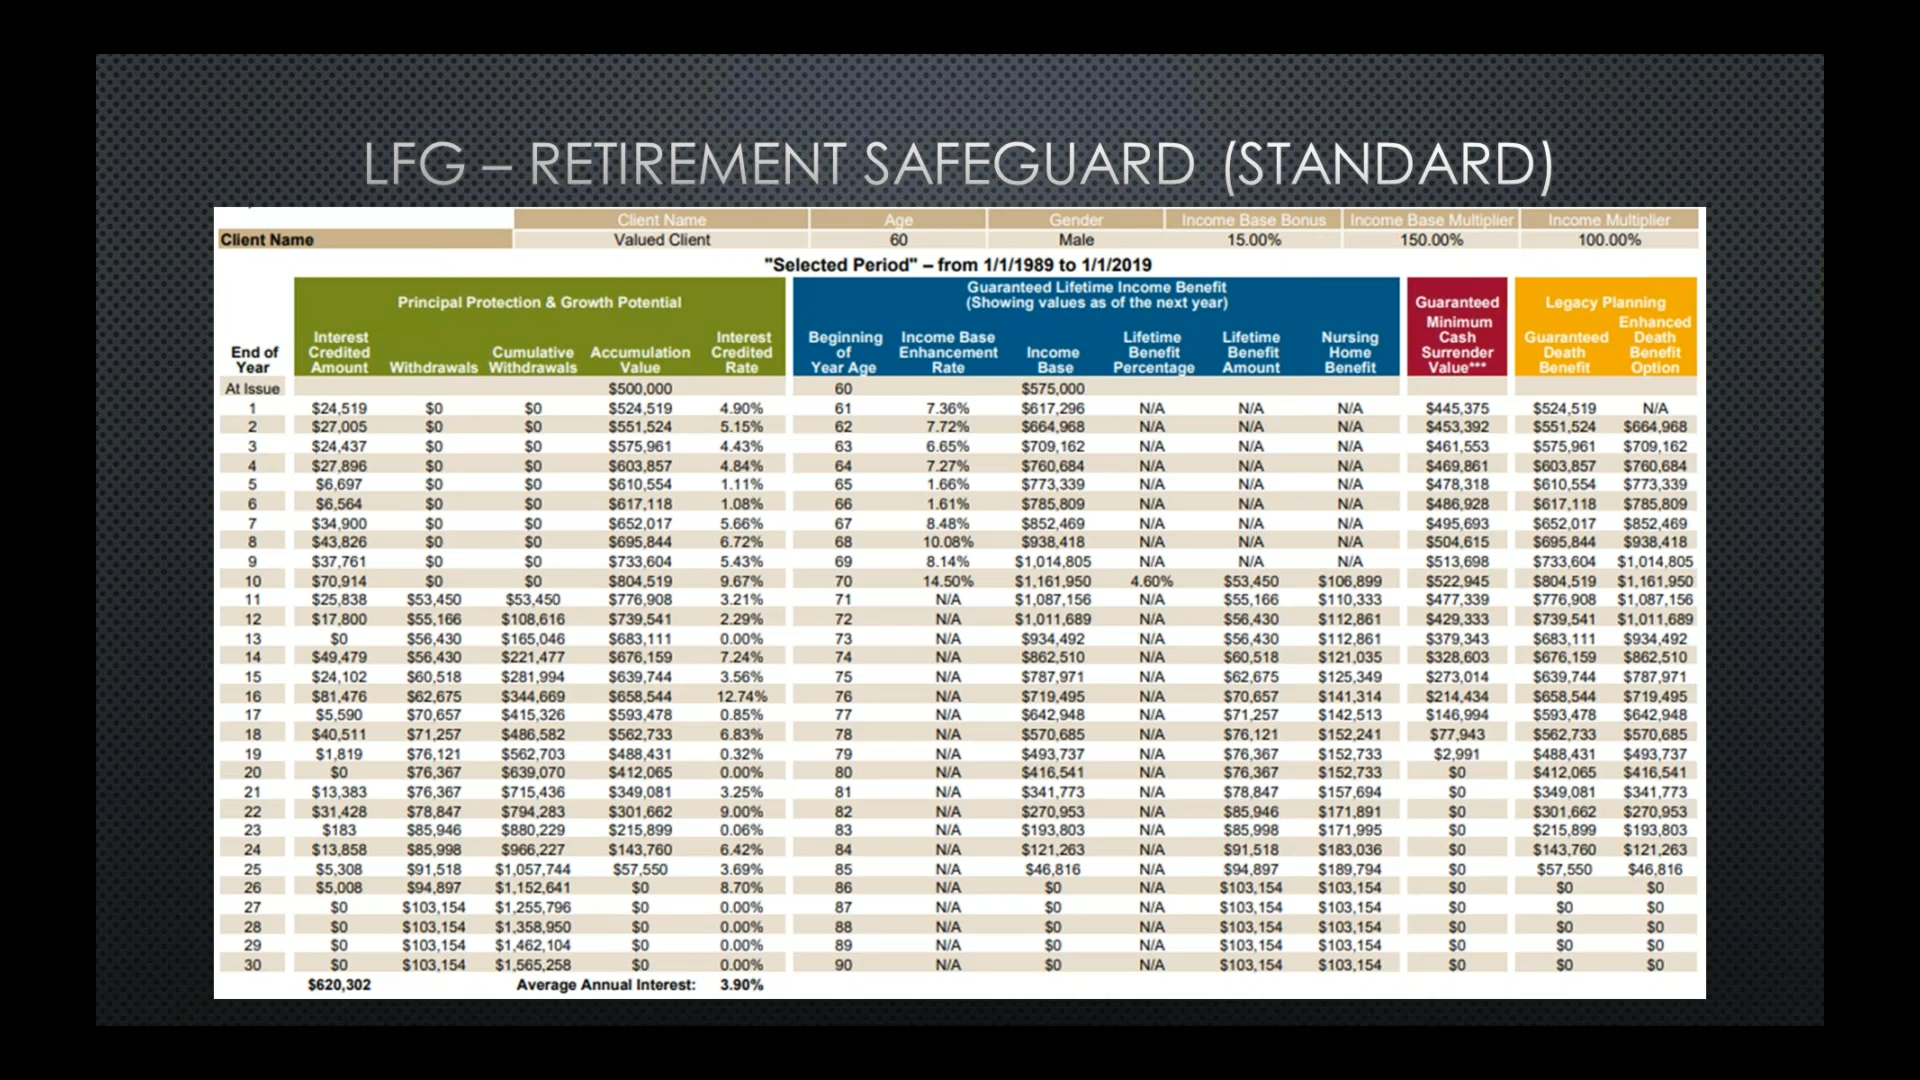 LFG – RETIREMENT SAFEGUARD (STANDARD)
Client Name Age Gender Income Base Bonus Income Base Multiplier Income Multiplier
Client Name Valued Client 60 Male 15.00% 150.00% 100.00%
"Selected Period" – from 1/1/1989 to 1/1/2019
Principal Protection & Growth Potential
Guaranteed Lifetime Income Benefit
(Showing values as of the next year)
Guaranteed
Legacy Planning
End of Year
Interest Credited Amount
Withdrawals
Cumulative Withdrawals
Accumulation Value
Interest Credited Rate
Beginning of Year Age
Income Base Enhancement Rate
Income Base
Lifetime Benefit Percentage
Lifetime Benefit Amount
Nursing Home Benefit
Minimum Cash Surrender Value***
Guaranteed Death Benefit
Enhanced Death Benefit Option
At Issue $500,000 60 $575,000
1 $24,519 $0 $0 $524,519 4.90% 61 7.36% $617,296 N/A N/A N/A $445,375 $524,519 N/A
2 $27,005 $0 $0 $551,524 5.15% 62 7.72% $664,968 N/A N/A N/A $453,392 $551,524 $664,968
3 $24,437 $0 $0 $575,961 4.43% 63 6.65% $709,162 N/A N/A N/A $461,553 $575,961 $709,162
4 $27,896 $0 $0 $603,857 4.84% 64 7.27% $760,684 N/A N/A N/A $469,861 $603,857 $760,684
5 $6,697 $0 $0 $610,554 1.11% 65 1.66% $773,339 N/A N/A N/A $478,318 $610,554 $773,339
6 $6,564 $0 $0 $617,118 1.08% 66 1.61% $785,809 N/A N/A N/A $486,928 $617,118 $785,809
7 $34,900 $0 $0 $652,017 5.66% 67 8.48% $852,469 N/A N/A N/A $495,693 $652,017 $852,469
8 $43,826 $0 $0 $695,844 6.72% 68 10.08% $938,418 N/A N/A N/A $504,615 $695,844 $938,418
9 $37,761 $0 $0 $733,604 5.43% 69 8.14% $1,014,805 N/A N/A N/A $513,698 $733,604 $1,014,805
10 $70,914 $0 $0 $804,519 9.67% 70 14.50% $1,161,950 4.60% $53,450 $106,899 $522,945 $804,519 $1,161,950
11 $25,838 $53,450 $53,450 $776,908 3.21% 71 N/A $1,087,156 N/A $55,166 $110,333 $477,339 $776,908 $1,087,156
12 $17,800 $55,166 $108,616 $739,541 2.29% 72 N/A $1,011,689 N/A $56,430 $112,861 $429,333 $739,541 $1,011,689
13 $0 $56,430 $165,046 $683,111 0.00% 73 N/A $934,492 N/A $56,430 $112,861 $379,343 $683,111 $934,492
14 $49,479 $56,430 $221,477 $676,159 7.24% 74 N/A $862,510 N/A $60,518 $121,035 $328,603 $676,159 $862,510
15 $24,102 $60,518 $281,994 $639,744 3.56% 75 N/A $787,971 N/A $62,675 $125,349 $273,014 $639,744 $787,971
16 $81,476 $62,675 $344,669 $658,544 12.74% 76 N/A $719,495 N/A $70,657 $141,314 $214,434 $658,544 $719,495
17 $5,590 $70,657 $415,326 $593,478 0.85% 77 N/A $642,948 N/A $71,257 $142,513 $146,994 $593,478 $642,948
18 $40,511 $71,257 $486,582 $562,733 6.83% 78 N/A $570,685 N/A $76,121 $152,241 $77,943 $562,733 $570,685
19 $1,819 $76,121 $562,703 $488,431 0.32% 79 N/A $493,737 N/A $76,367 $152,733 $2,991 $488,431 $493,737
20 $0 $76,367 $639,070 $412,065 0.00% 80 N/A $416,541 N/A $76,367 $152,733 $0 $412,065 $416,541
21 $13,383 $76,367 $715,436 $349,081 3.25% 81 N/A $341,773 N/A $78,847 $157,694 $0 $349,081 $341,773
22 $31,428 $78,847 $794,283 $301,662 9.00% 82 N/A $270,953 N/A $85,946 $171,891 $0 $301,662 $270,953
23 $183 $85,946 $880,229 $215,899 0.06% 83 N/A $193,803 N/A $85,998 $171,995 $0 $215,899 $193,803
24 $13,858 $85,998 $966,227 $143,760 6.42% 84 N/A $121,263 N/A $91,518 $183,036 $0 $143,760 $121,263
25 $5,308 $91,518 $1,057,744 $57,550 3.69% 85 N/A $46,816 N/A $94,897 $189,794 $0 $57,550 $46,816
26 $5,008 $94,897 $1,152,641 $0 8.70% 86 N/A $0 N/A $103,154 $103,154 $0 $0 $0
27 $0 $103,154 $1,255,796 $0 0.00% 87 N/A $0 N/A $103,154 $103,154 $0 $0 $0
28 $0 $103,154 $1,358,950 $0 0.00% 88 N/A $0 N/A $103,154 $103,154 $0 $0 $0
29 $0 $103,154 $1,462,104 $0 0.00% 89 N/A $0 N/A $103,154 $103,154 $0 $0 $0
30 $0 $103,154 $1,565,258 $0 0.00% 90 N/A $0 N/A $103,154 $103,154 $0 $0 $0
$620,302 Average Annual Interest: 3.90%